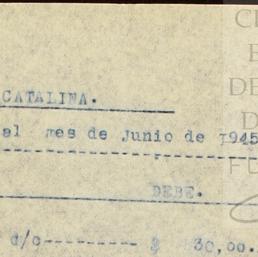 CATALINA.
al mes de Junio de 1945
DEBE.
d/c--------- $ 30,00.